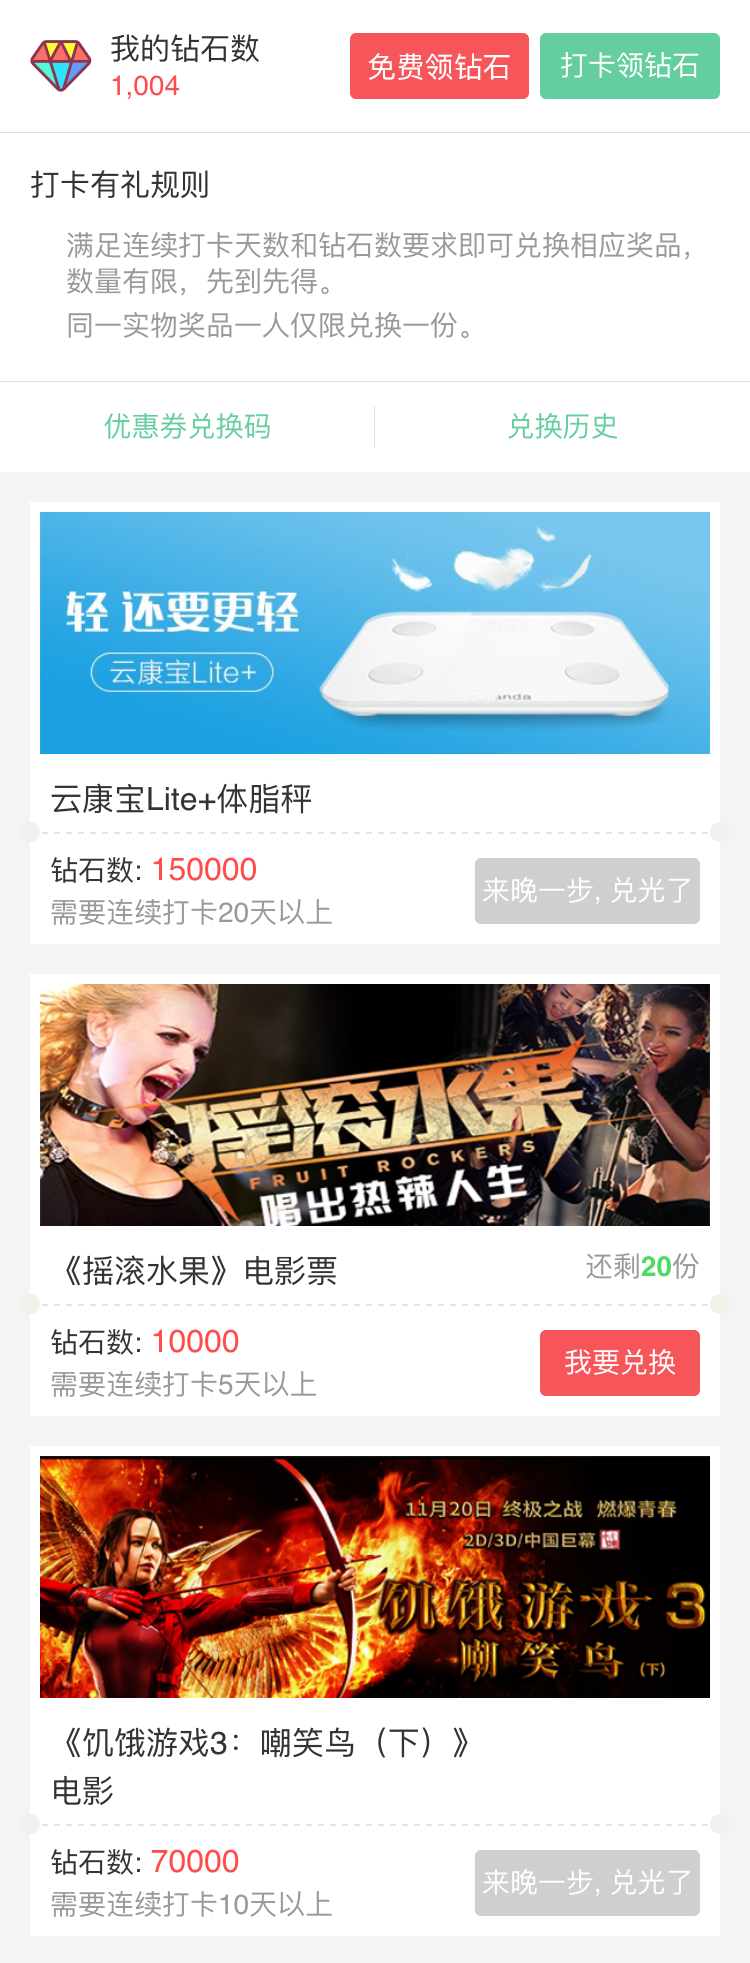 我的钻石数
1,004
免费领钻石
打卡领钻石
打卡有礼规则
满足连续打卡天数和钻石数要求即可兑换相应奖品，
数量有限，先到先得。
同一实物奖品一人仅限兑换一份。
优惠券兑换码
兑换历史
轻 还要更轻
云康宝Lite+
云康宝Lite+体脂秤
钻石数: 150000
需要连续打卡20天以上
来晚一步, 兑光了
摇滚水果
FRUIT ROCKERS
唱出热辣人生
《摇滚水果》电影票
还剩20份
钻石数: 10000
需要连续打卡5天以上
我要兑换
11月20日 终极之战 燃爆青春
2D/3D/中国巨幕
饥饿游戏3
嘲笑鸟（下）
《饥饿游戏3：嘲笑鸟（下）》
电影
钻石数: 70000
需要连续打卡10天以上
来晚一步, 兑光了